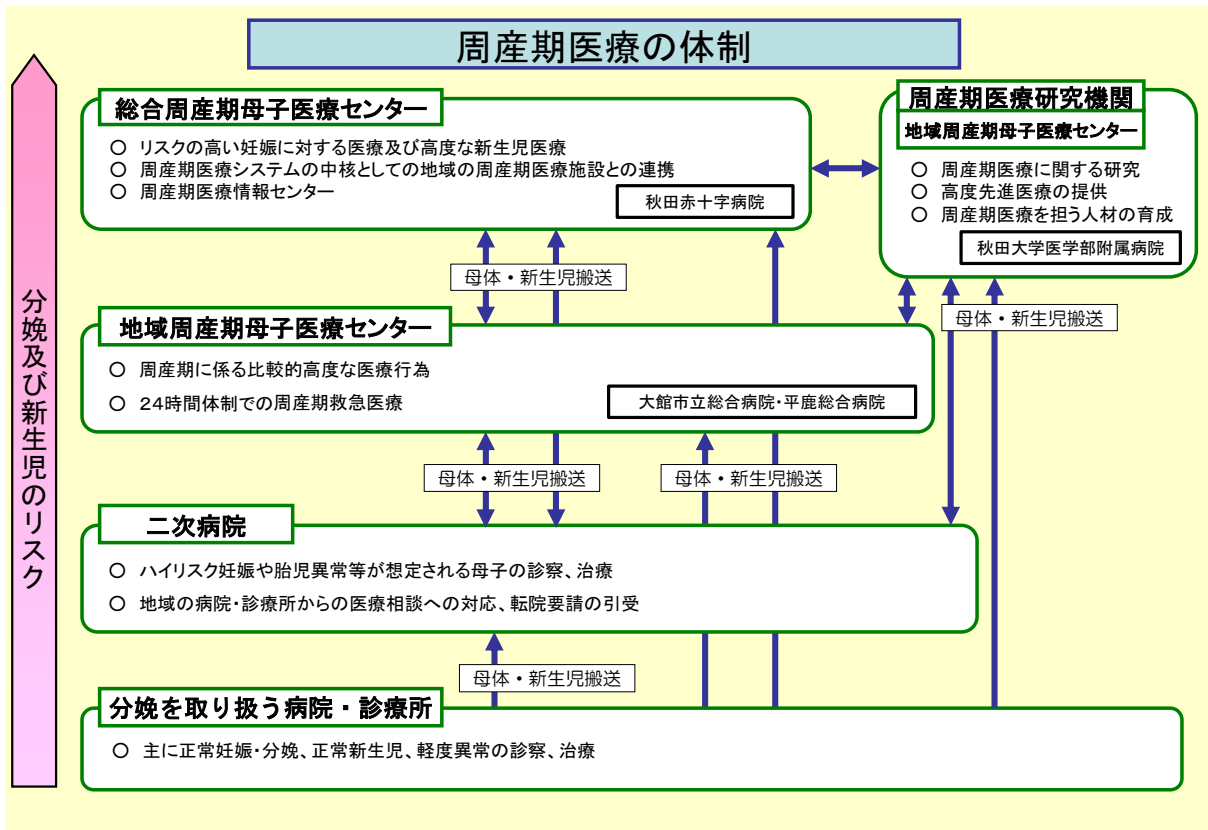 周産期医療の体制
分娩及び新生児のリスク
総合周産期母子医療センター
○ リスクの高い妊娠に対する医療及び高度な新生児医療
○ 周産期医療システムの中核としての地域の周産期医療施設との連携
○ 周産期医療情報センター
秋田赤十字病院
周産期医療研究機関
地域周産期母子医療センター
○ 周産期医療に関する研究
○ 高度先進医療の提供
○ 周産期医療を担う人材の育成
秋田大学医学部附属病院
母体・新生児搬送
母体・新生児搬送
地域周産期母子医療センター
○ 周産期に係る比較的高度な医療行為
○ 24時間体制での周産期救急医療
大館市立総合病院・平鹿総合病院
母体・新生児搬送
母体・新生児搬送
二次病院
○ ハイリスク妊娠や胎児異常等が想定される母子の診察、治療
○ 地域の病院・診療所からの医療相談への対応、転院要請の引受
母体・新生児搬送
分娩を取り扱う病院・診療所
○ 主に正常妊娠・分娩、正常新生児、軽度異常の診察、治療